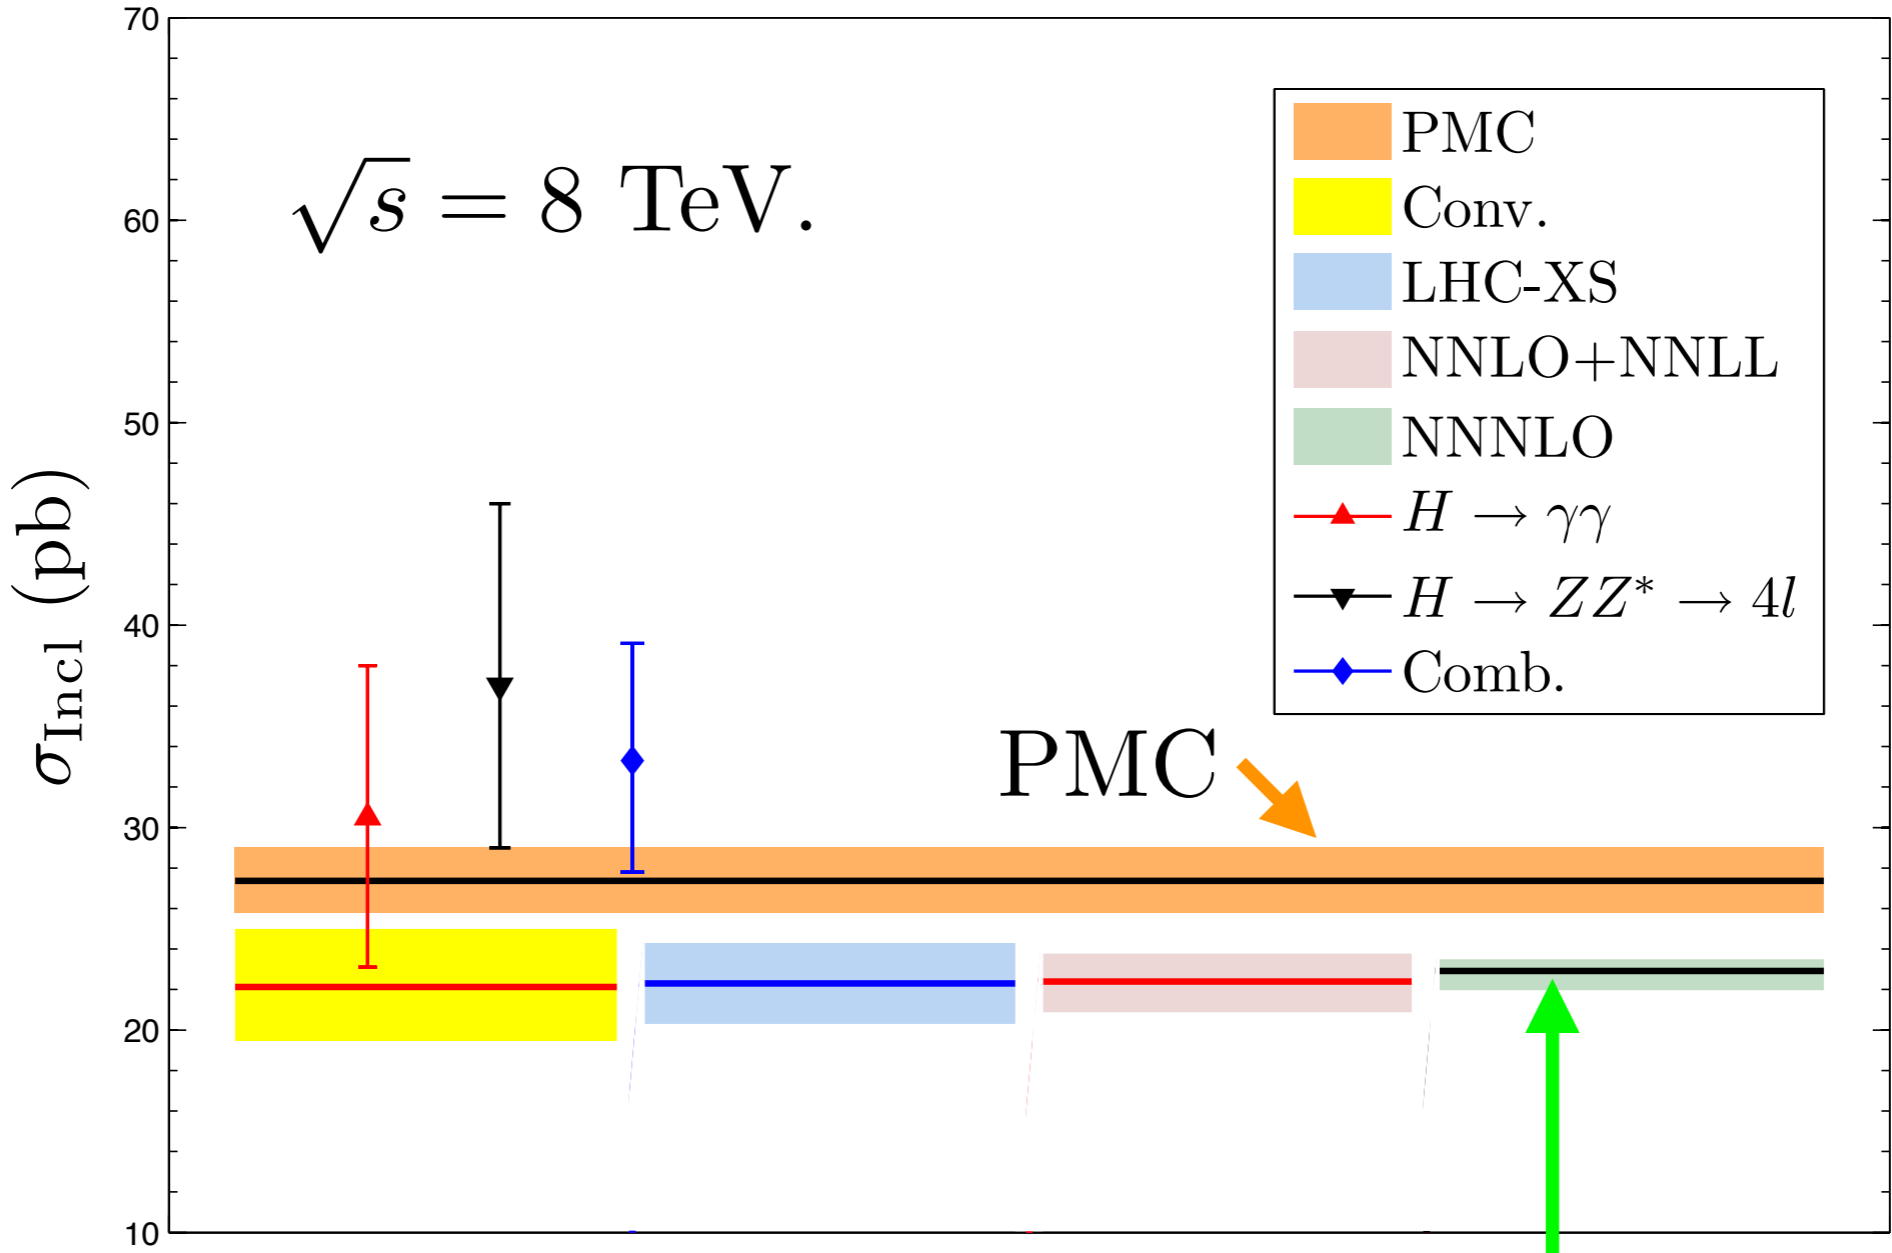 70
60
50
40
30
20
10
σIncl (pb)
√s = 8 TeV.
PMC
Conv.
LHC-XS
NNLO+NNLL
NNNLO
H → γγ
H → ZZ* → 4l
Comb.
PMC